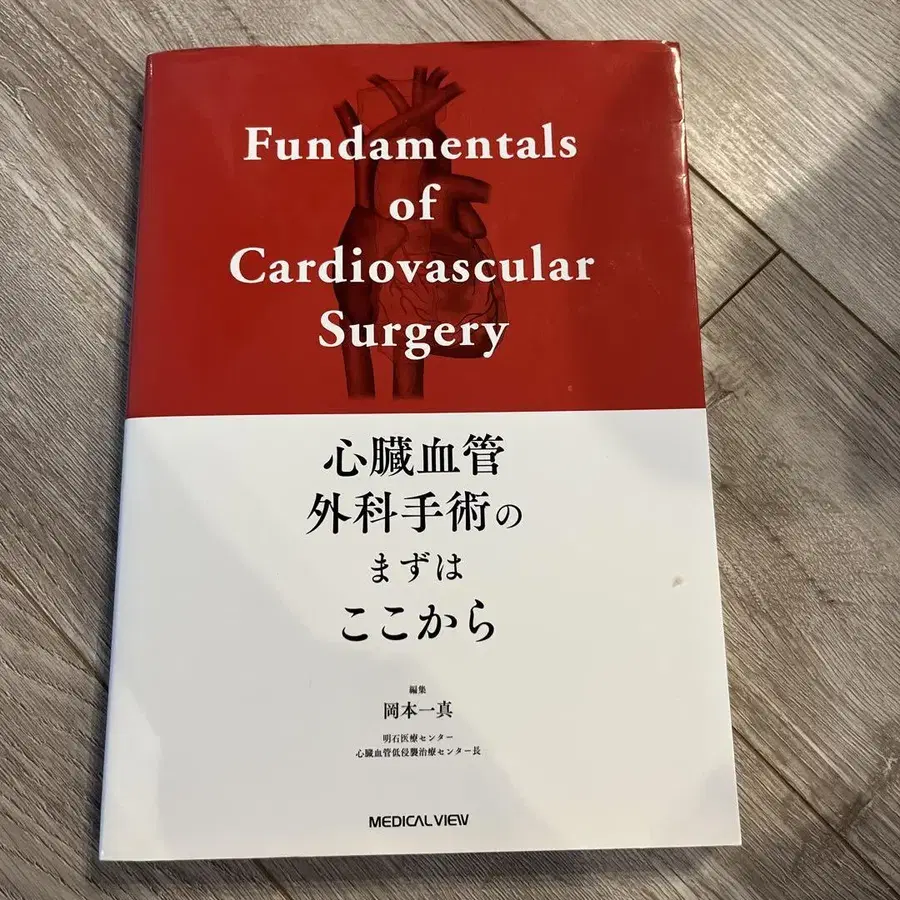 Fundamentals
of
Cardiovascular
Surgery
心臓血管
外科手術の
まずは
ここから
編集
岡本一真
明石医療センター
心臓血管低侵襲治療センター長
MEDICAL VIEW